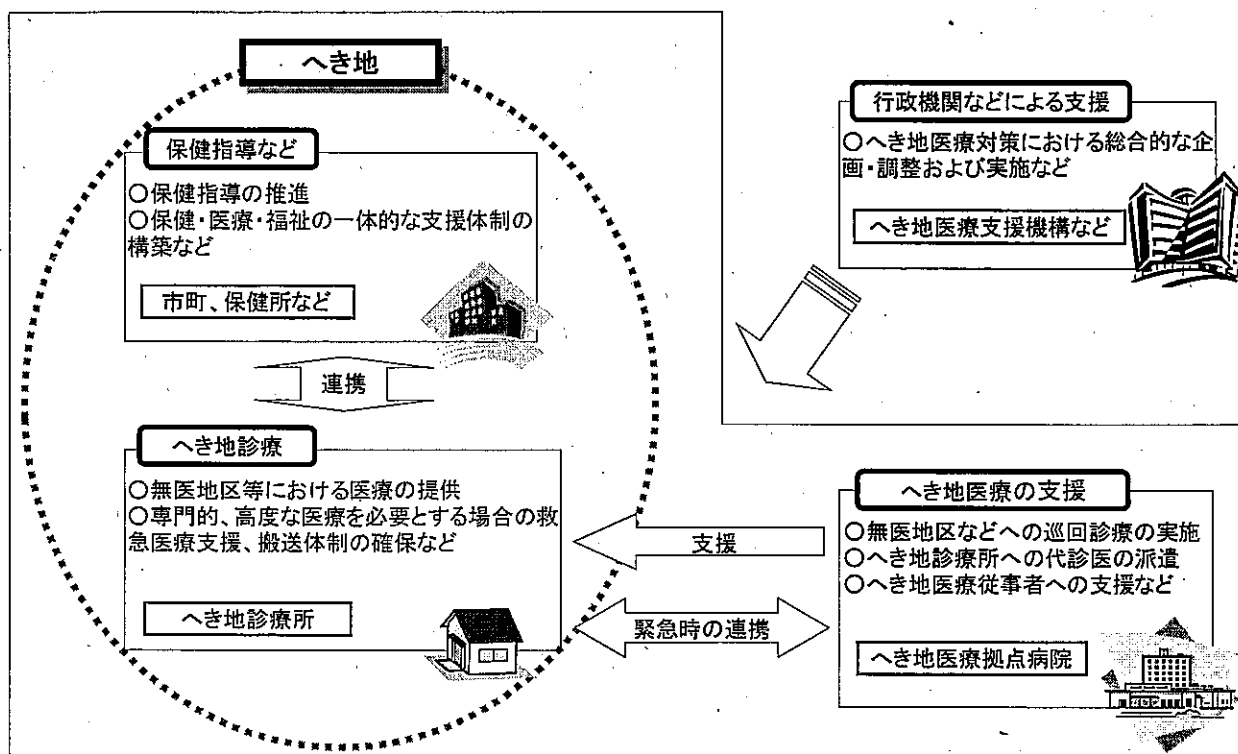 へき地
保健指導など
○保健指導の推進
○保健・医療・福祉の一体的な支援体制の
構築など
市町、保健所など
連携
へき地診療
○無医地区等における医療の提供
○専門的、高度な医療を必要とする場合の救
急医療支援、搬送体制の確保など
へき地診療所
行政機関などによる支援
○へき地医療対策における総合的な企
画・調整および実施など
へき地医療支援機構など
支援
緊急時の連携
へき地医療の支援
○無医地区などへの巡回診療の実施
○へき地診療所への代診医の派遣
○へき地医療従事者への支援など
へき地医療拠点病院